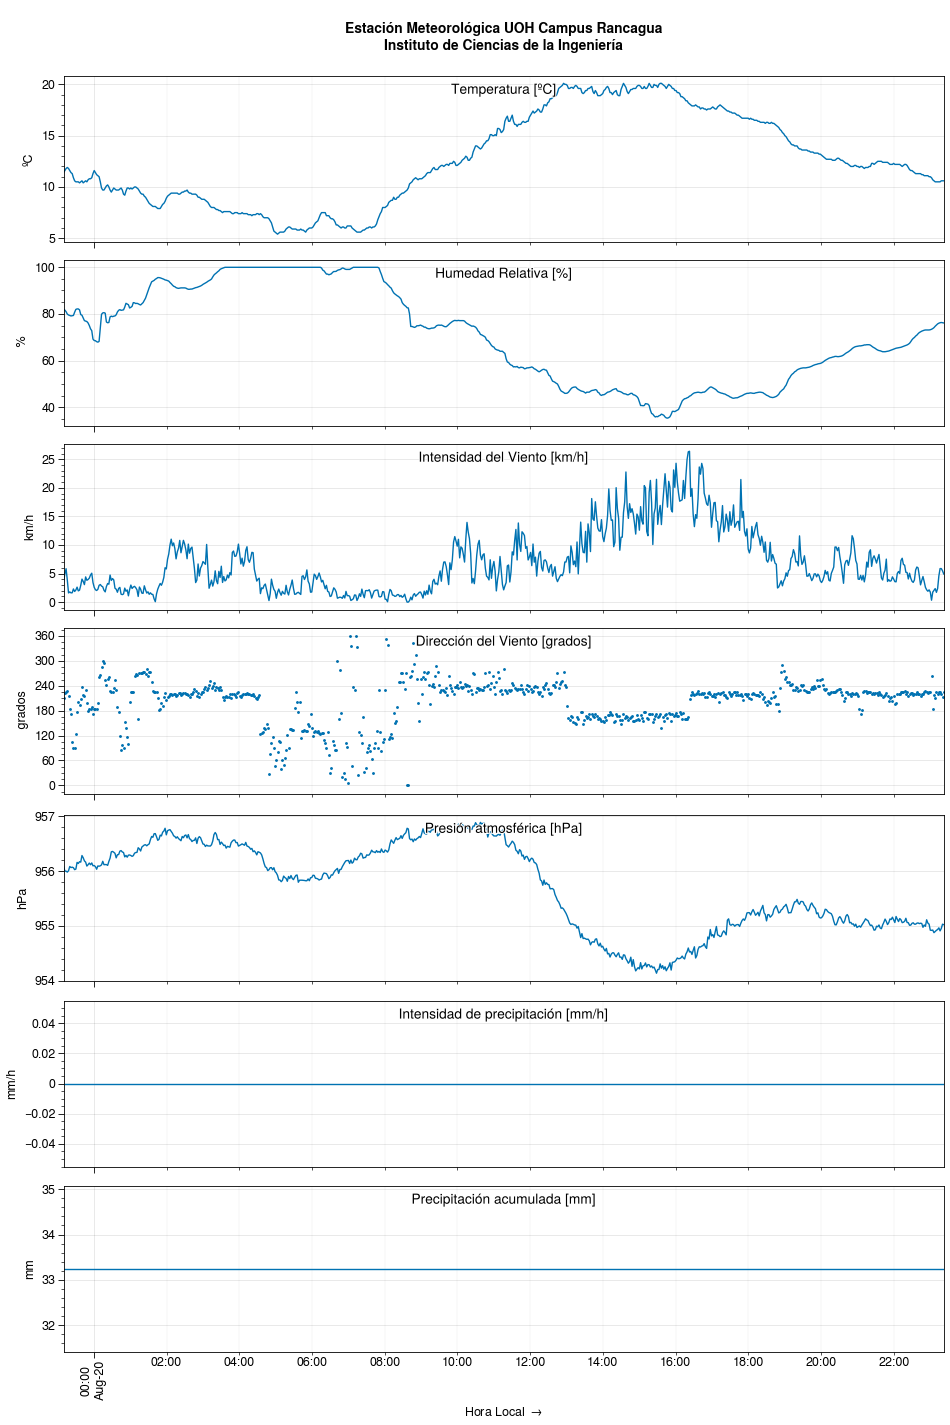 Estación Meteorológica UOH Campus Rancagua
Instituto de Ciencias de la Ingeniería
Temperatura [ºC]
20
15
10
5
ºC
Humedad Relativa [%]
100
80
60
40
%
Intensidad del Viento [km/h]
25
20
15
10
5
0
km/h
Dirección del Viento [grados]
360
300
240
180
120
60
0
grados
Presión atmosférica [hPa]
957
956
955
954
hPa
Intensidad de precipitación [mm/h]
0.04
0.02
0
−0.02
−0.04
mm/h
Precipitación acumulada [mm]
35
34
33
32
mm
00:00
Aug-20
02:00
04:00
06:00
08:00
10:00
12:00
14:00
16:00
18:00
20:00
22:00
Hora Local →